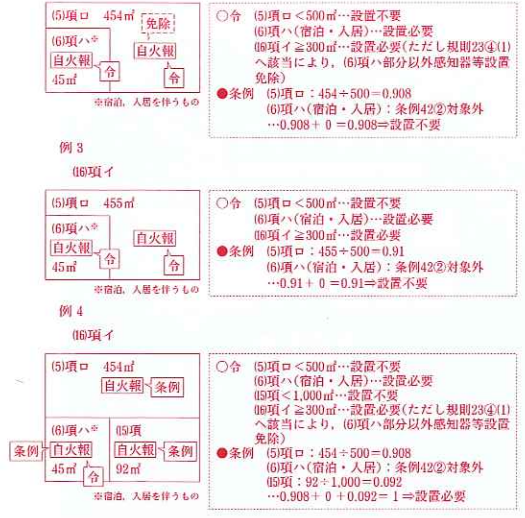 (5)項ロ 454㎡
免除
(6)項ハ※
自火報
自火報
45㎡
令
令
※宿泊、入居を伴うもの
○令 (5)項ロ<500㎡…設置不要
(6)項ハ(宿泊・入居)…設置必要
⒃項イ≧300㎡…設置必要(ただし規則23④(1)
へ該当により、(6)項ハ部分以外感知器等設置
免除)
●条例 (5)項ロ:454÷500=0.908
(6)項ハ(宿泊・入居):条例42②対象外
…0.908+0=0.908⇒設置不要
例3
⒃項イ
(5)項ロ 455㎡
(6)項ハ※
自火報
自火報
45㎡
令
令
※宿泊、入居を伴うもの
○令 (5)項ロ<500㎡…設置不要
(6)項ハ(宿泊・入居)…設置必要
⒃項イ≧300㎡…設置必要
●条例 (5)項ロ:455÷500=0.91
(6)項ハ(宿泊・入居):条例42②対象外
…0.91+0=0.91⇒設置不要
例4
⒃項イ
(5)項ロ 454㎡
自火報 条例
(6)項ハ※ ⒂項
条例 自火報 自火報 条例
45㎡ 令 92㎡
※宿泊、入居を伴うもの
○令 (5)項ロ<500㎡…設置不要
(6)項ハ(宿泊・入居)…設置必要
⒂項<1,000㎡…設置不要
⒃項イ≧300㎡…設置必要(ただし規則23④(1)
へ該当により、(6)項ハ部分以外感知器等設置
免除)
●条例 (5)項ロ:454÷500=0.908
(6)項ハ(宿泊・入居):条例42②対象外
⒂項:92÷1,000=0.092
…0.908+0+0.092=1⇒設置必要